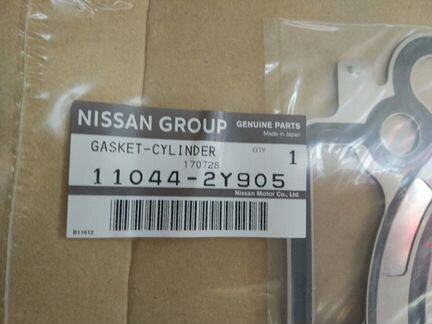 NISSAN GROUP GENUINE PARTS
Made in Japan
GASKET-CYLINDER QTY 1
170728
11044-2Y905
Nissan Motor Co., Ltd.
B11612